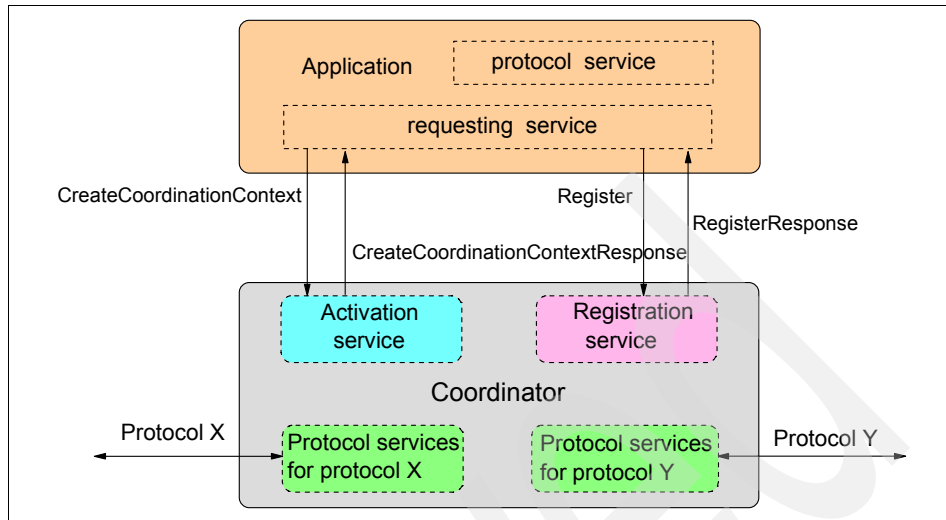 protocol service
Application
requesting service
CreateCoordinationContext
Register
RegisterResponse
CreateCoordinationContextResponse
Activation
service
Registration
service
Coordinator
Protocol X
Protocol services
for protocol X
Protocol services
for protocol Y
Protocol Y